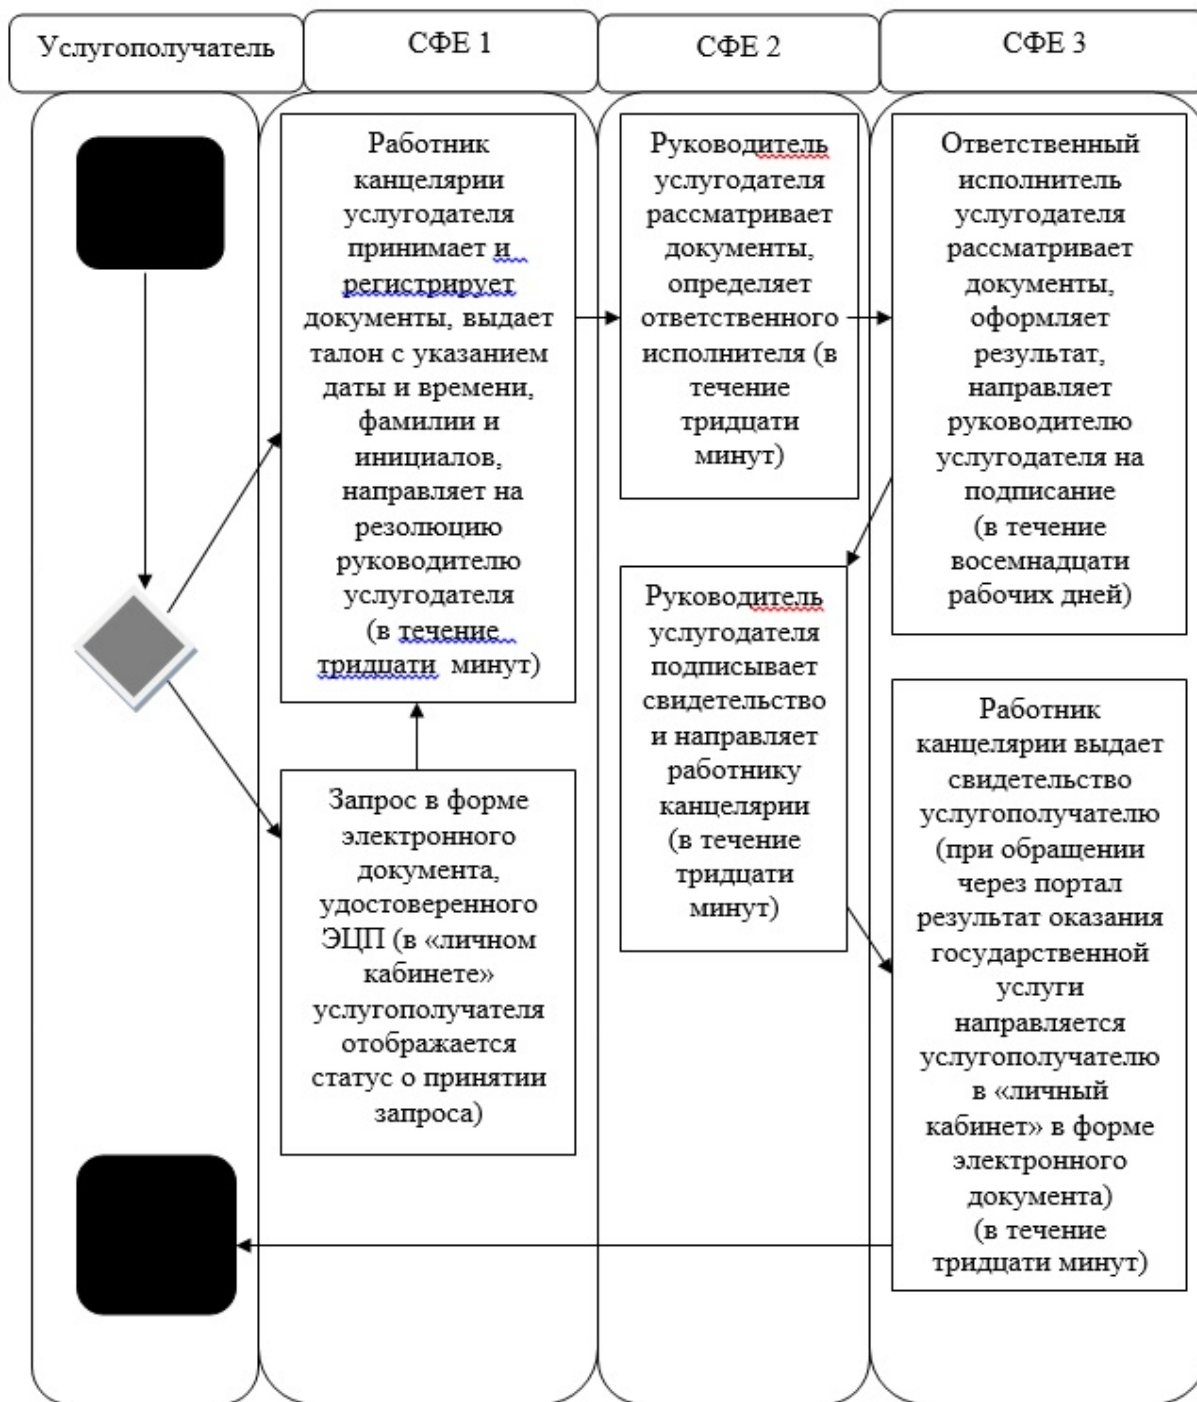 Услугополучатель
СФЕ 1
СФЕ 2
СФЕ 3
Работник
канцелярии
услугодателя
принимает и
регистрирует
документы, выдает
талон с указанием
даты и времени,
фамилии и
инициалов,
направляет на
резолюцию
руководителю
услугодателя
(в течение
тридцати минут)
Запрос в форме
электронного
документа,
удостоверенного
ЭЦП (в «личном
кабинете»
услугополучателя
отображается
статус о принятии
запроса)
Руководитель
услугодателя
рассматривает
документы,
определяет
ответственного
исполнителя (в
течение
тридцати
минут)
Руководитель
услугодателя
подписывает
свидетельство
и направляет
работнику
канцелярии
(в течение
тридцати
минут)
Ответственный
исполнитель
услугодателя
рассматривает
документы,
оформляет
результат,
направляет
руководителю
услугодателя на
подписание
(в течение
восемнадцати
рабочих дней)
Работник
канцелярии выдает
свидетельство
услугополучателю
(при обращении
через портал
результат оказания
государственной
услуги
направляется
услугополучателю
в «личный
кабинет» в форме
электронного
документа)
(в течение
тридцати минут)